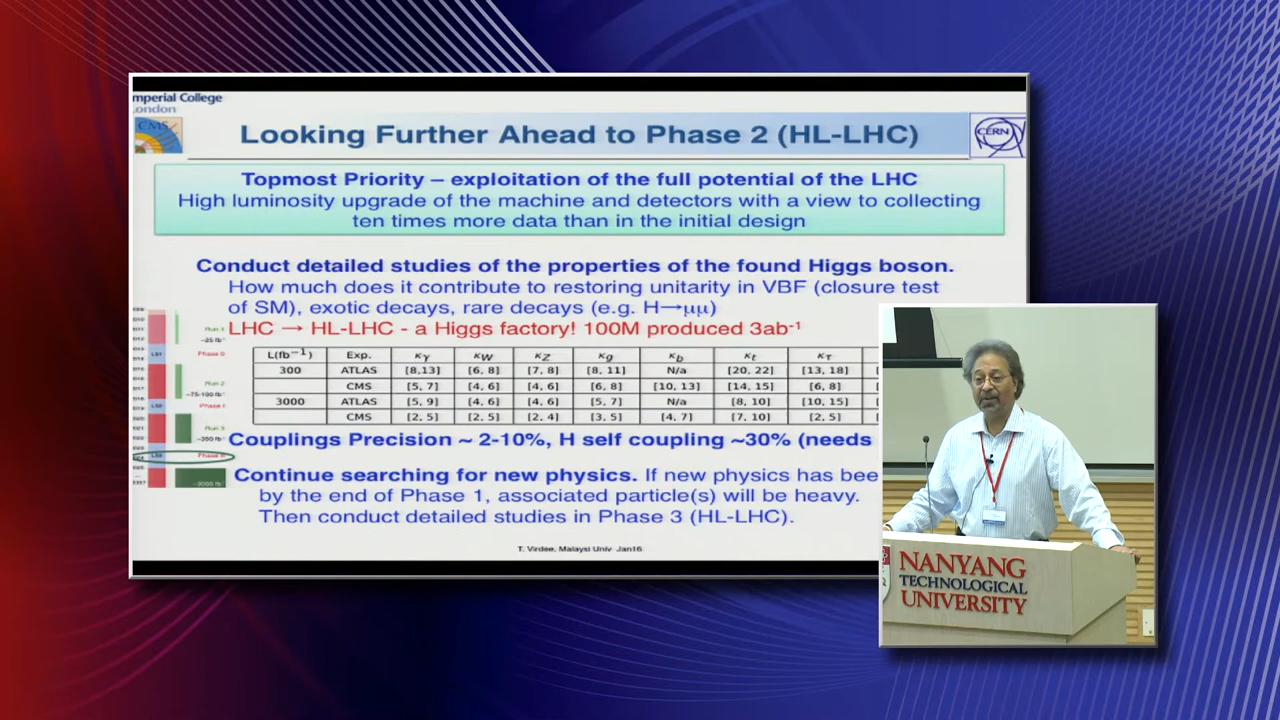 mperial College
London
CMS
Looking Further Ahead to Phase 2 (HL-LHC)
CERN
Topmost Priority – exploitation of the full potential of the LHC
High luminosity upgrade of the machine and detectors with a view to collecting
ten times more data than in the initial design
Conduct detailed studies of the properties of the found Higgs boson.
How much does it contribute to restoring unitarity in VBF (closure test
of SM), exotic decays, rare decays (e.g. H→μμ)
LHC → HL-LHC - a Higgs factory! 100M produced 3ab⁻¹
L(fb⁻¹) Exp. κγ κW κZ κg κb κt κτ
300 ATLAS [8,13] [6, 8] [7, 8] [8, 11] N/a [20, 22] [13, 18]
CMS [5, 7] [4, 6] [4, 6] [6, 8] [10, 13] [14, 15] [6, 8]
3000 ATLAS [5, 9] [4, 6] [4, 6] [5, 7] N/a [8, 10] [10, 15]
CMS [2, 5] [2, 5] [2, 4] [3, 5] [4, 7] [7, 10] [2, 5]
Couplings Precision ~ 2-10%, H self coupling ~30% (needs
Continue searching for new physics. If new physics has bee
by the end of Phase 1, associated particle(s) will be heavy.
Then conduct detailed studies in Phase 3 (HL-LHC).
T. Virdee, Malaysi Univ Jan16
NANYANG
TECHNOLOGICAL
UNIVERSITY